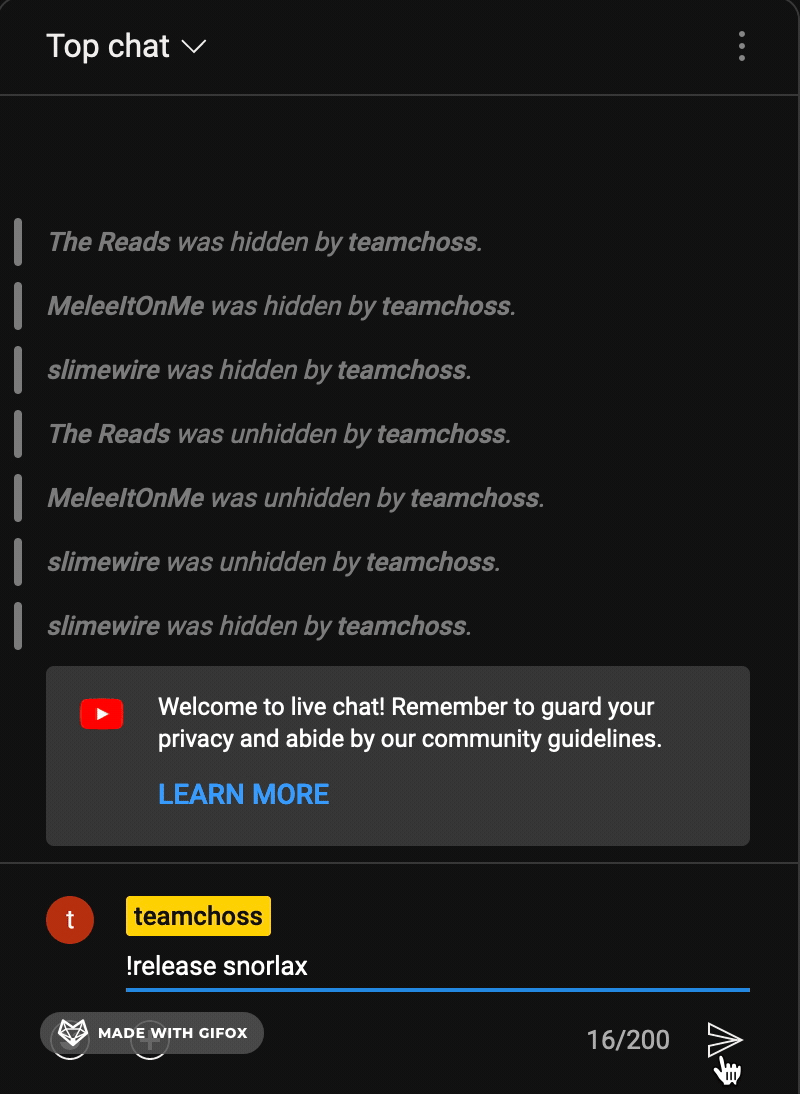 Top chat
The Reads was hidden by teamchoss.
MeleeItOnMe was hidden by teamchoss.
slimewire was hidden by teamchoss.
The Reads was unhidden by teamchoss.
MeleeItOnMe was unhidden by teamchoss.
slimewire was unhidden by teamchoss.
slimewire was hidden by teamchoss.
Welcome to live chat! Remember to guard your
privacy and abide by our community guidelines.
LEARN MORE
t
teamchoss
!release snorlax
MADE WITH GIFOX
16/200